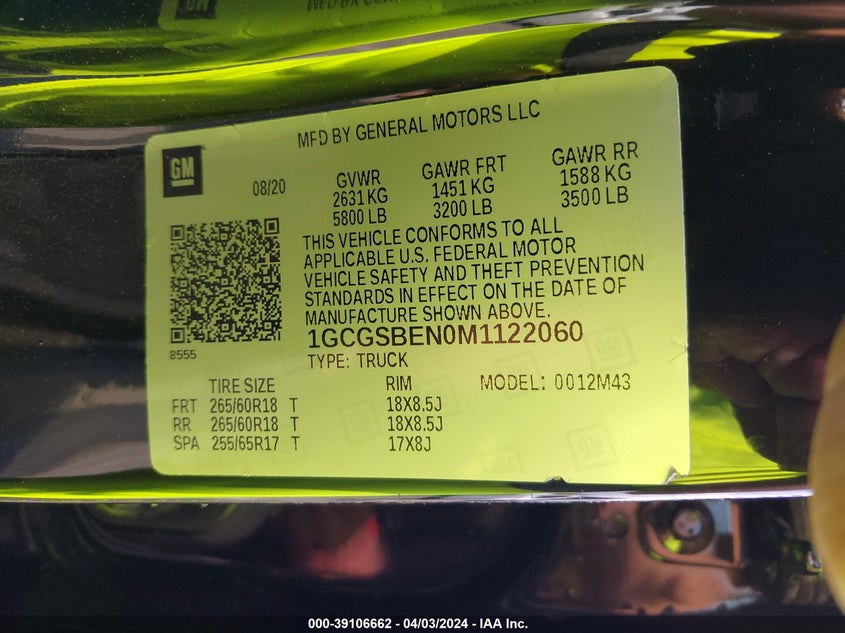 MFD BY GENERAL MOTORS LLC
GM
08/20
GVWR GAWR FRT GAWR RR
2631 KG 1451 KG 1588 KG
5800 LB 3200 LB 3500 LB
THIS VEHICLE CONFORMS TO ALL
APPLICABLE U.S. FEDERAL MOTOR
VEHICLE SAFETY AND THEFT PREVENTION
STANDARDS IN EFFECT ON THE DATE OF
MANUFACTURE SHOWN ABOVE.
8555
1GCGSBEN0M1122060
TYPE: TRUCK
TIRE SIZE RIM MODEL: 0012M43
FRT 265/60R18 T 18X8.5J
RR 265/60R18 T 18X8.5J
SPA 255/65R17 T 17X8J
000-39106662 - 04/03/2024 - IAA Inc.